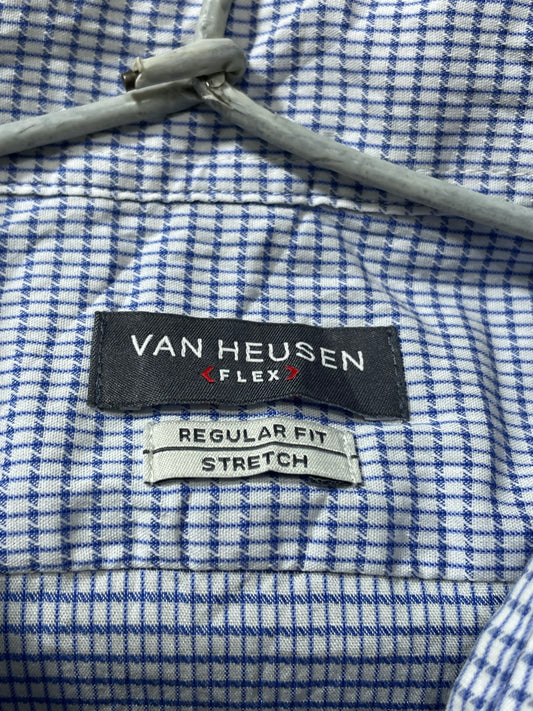 VAN HEUSEN
<FLEX>
REGULAR FIT
STRETCH